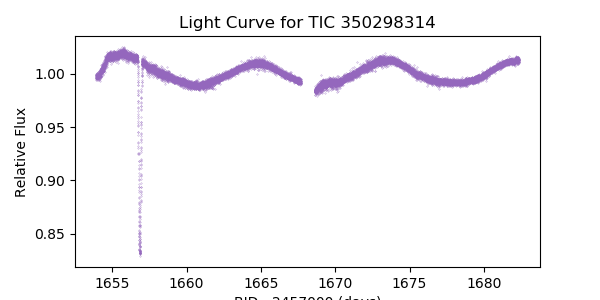 Light Curve for TIC 350298314
1.00
0.95
0.90
0.85
Relative Flux
1655 1660 1665 1670 1675 1680
BJD - 2457000 (days)